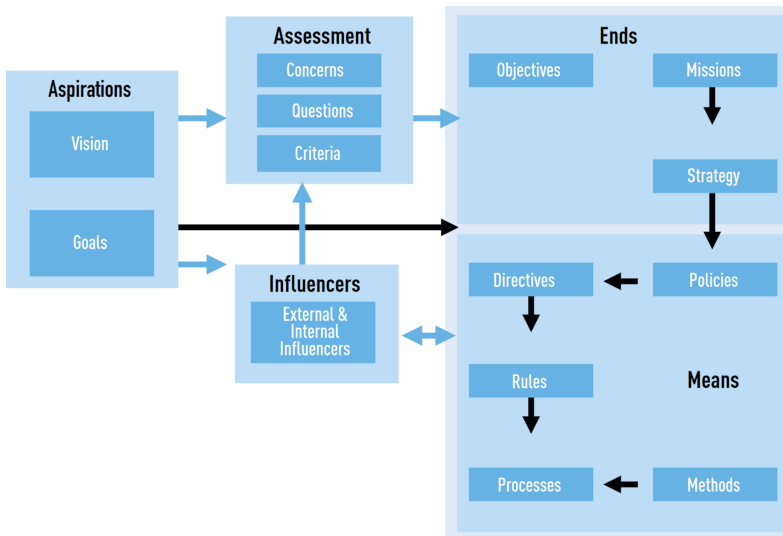 Aspirations
Vision
Goals
Assessment
Concerns
Questions
Criteria
Influencers
External &
Internal
Influencers
Ends
Objectives
Missions
Strategy
Directives
Policies
Rules
Means
Processes
Methods